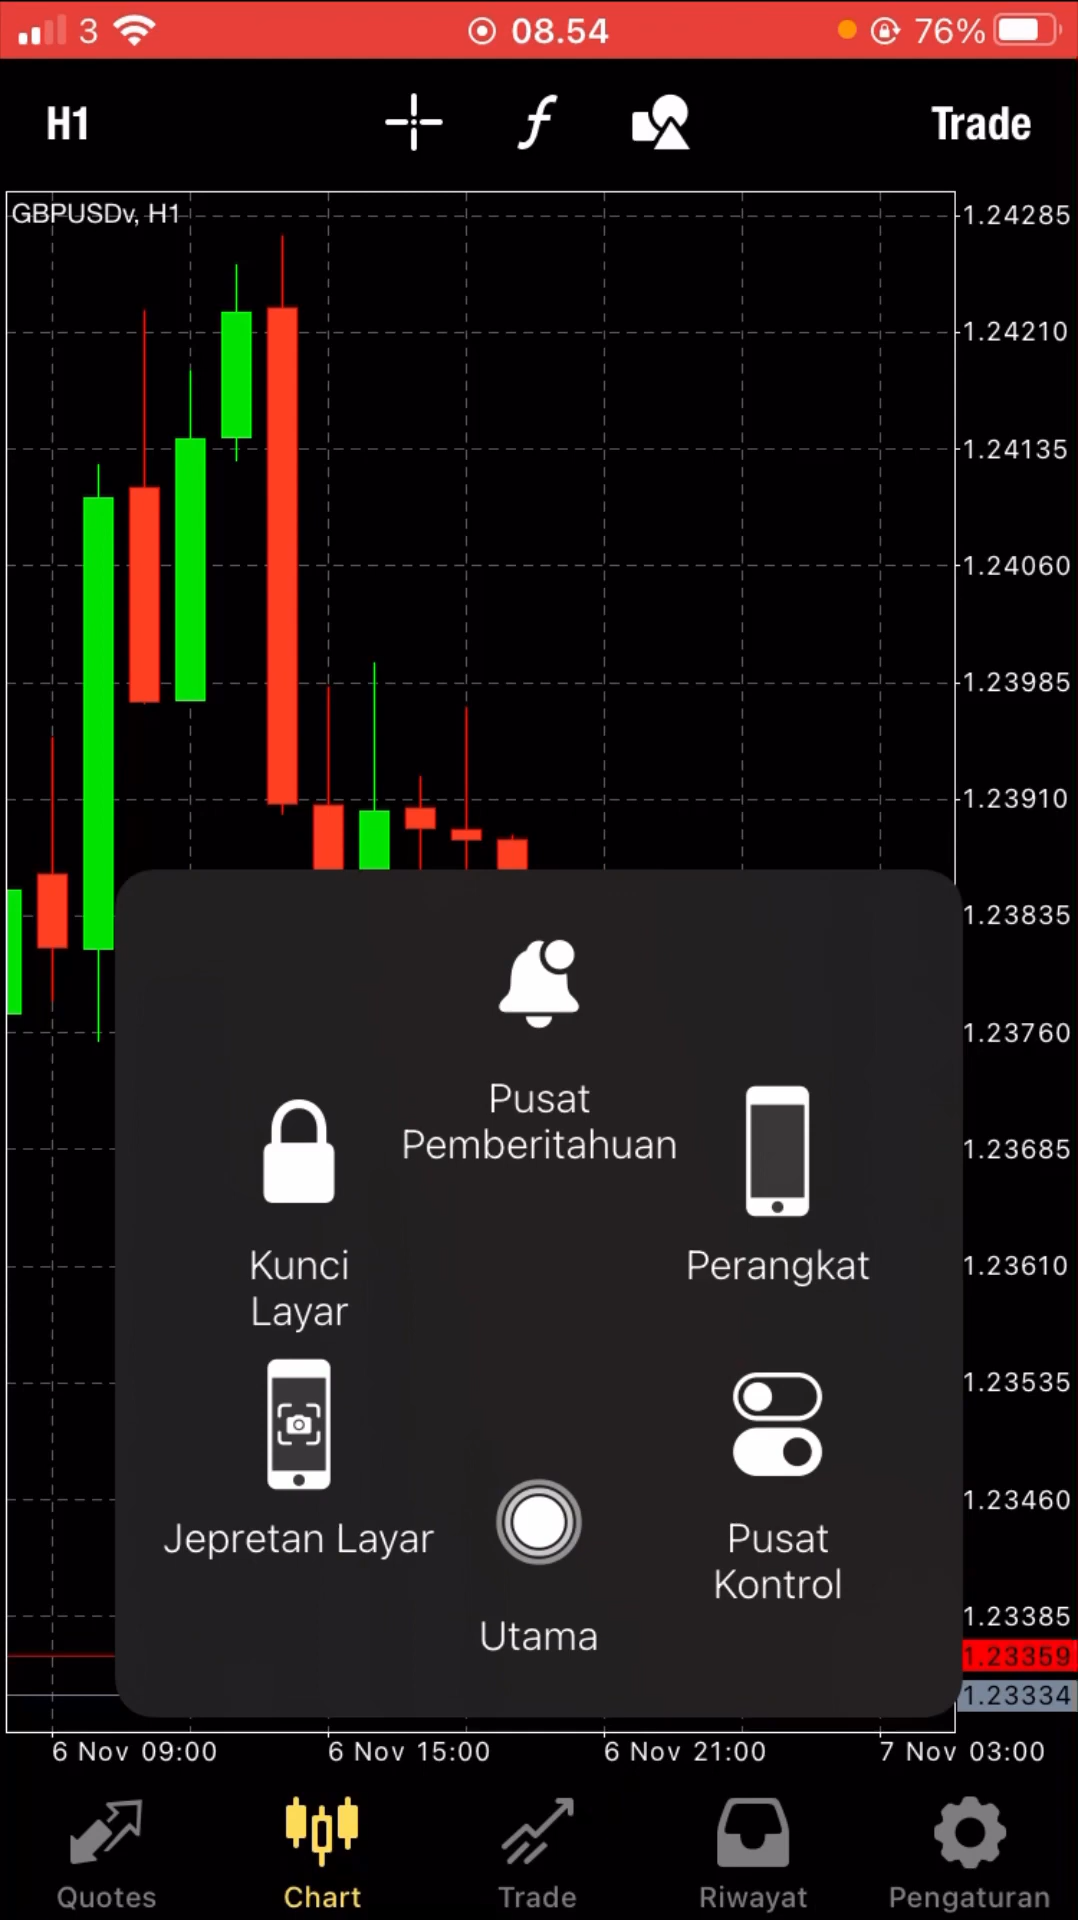 3
08.54
76%
H1
f
Trade
GBPUSDv, H1
1.24285
1.24210
1.24135
1.24060
1.23985
1.23910
1.23835
1.23760
1.23685
1.23610
1.23535
1.23460
1.23385
1.23359
1.23334
Pusat
Pemberitahuan
Kunci
Layar
Perangkat
Jepretan Layar
Pusat
Kontrol
Utama
6 Nov 09:00
6 Nov 15:00
6 Nov 21:00
7 Nov 03:00
Quotes
Chart
Trade
Riwayat
Pengaturan